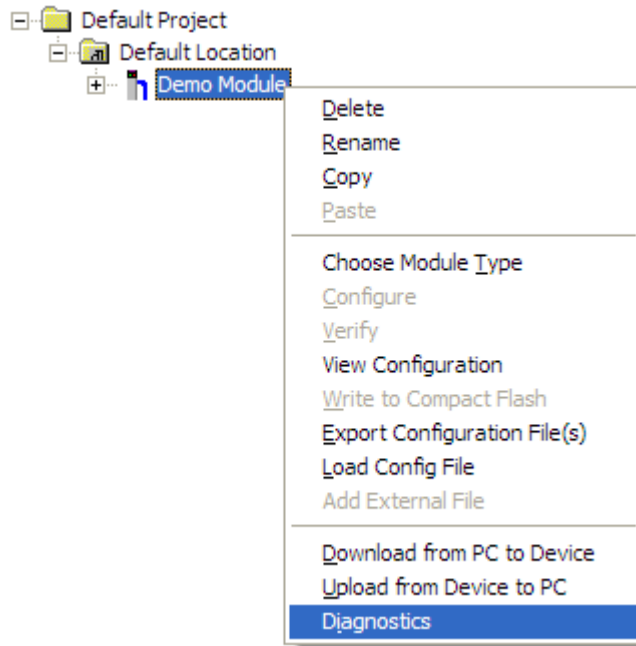 Default Project
Default Location
Demo Module
Delete
Rename
Copy
Paste
Choose Module Type
Configure
Verify
View Configuration
Write to Compact Flash
Export Configuration File(s)
Load Config File
Add External File
Download from PC to Device
Upload from Device to PC
Diagnostics